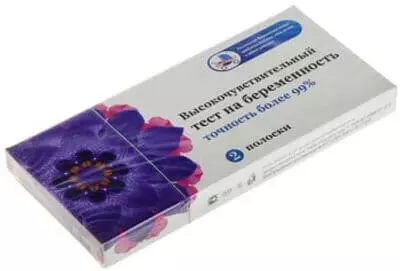 Высокочувствительный
тест на беременность
точность более 99%
2 полоски